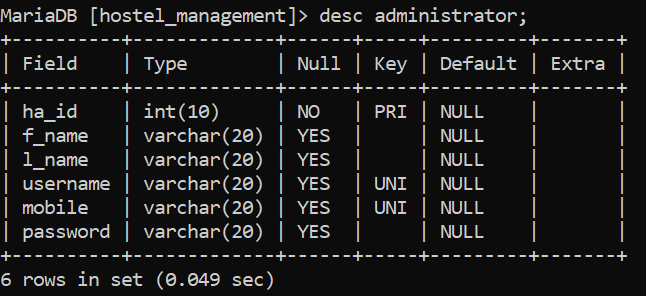 MariaDB [hostel_management]> desc administrator;
+----------+-------------+------+-----+---------+-------+
| Field    | Type        | Null | Key | Default | Extra |
+----------+-------------+------+-----+---------+-------+
| ha_id    | int(10)     | NO   | PRI | NULL    |       |
| f_name   | varchar(20) | YES  |     | NULL    |       |
| l_name   | varchar(20) | YES  |     | NULL    |       |
| username | varchar(20) | YES  | UNI | NULL    |       |
| mobile   | varchar(20) | YES  | UNI | NULL    |       |
| password | varchar(20) | YES  |     | NULL    |       |
+----------+-------------+------+-----+---------+-------+
6 rows in set (0.049 sec)